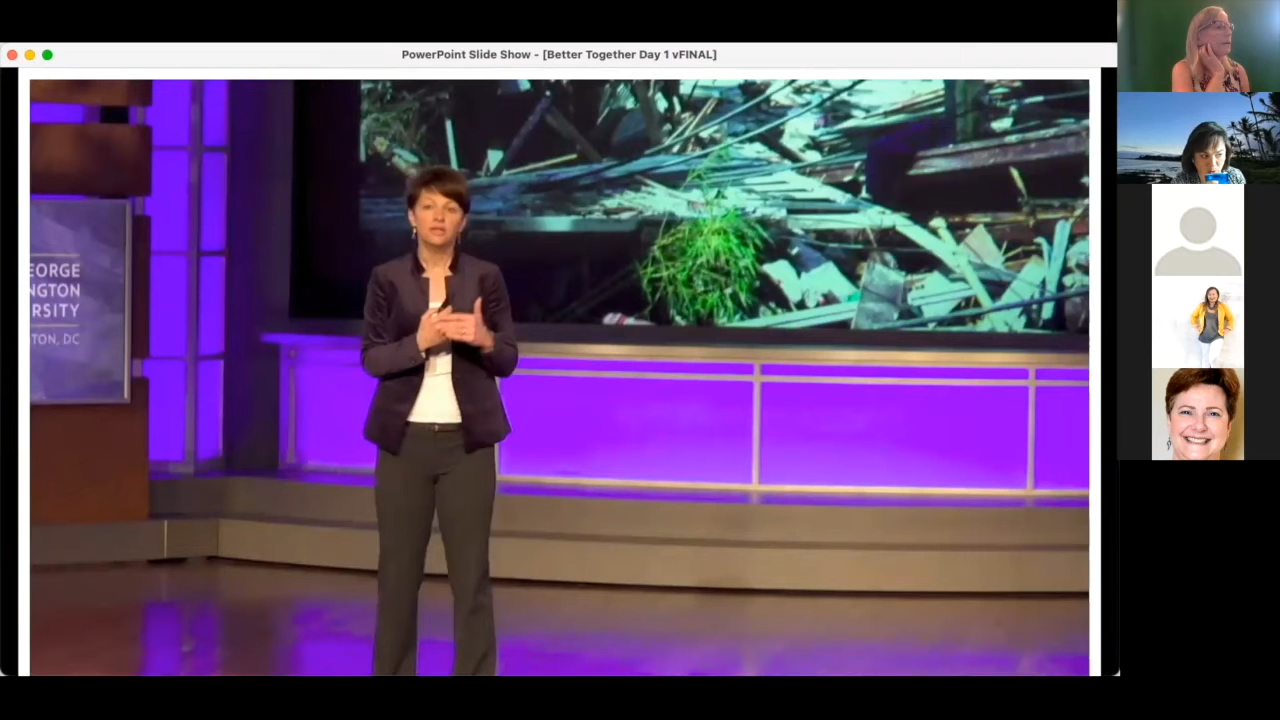 PowerPoint Slide Show - [Better Together Day 1 vFINAL]
EORGE
NGTON
RSITY
TON, DC